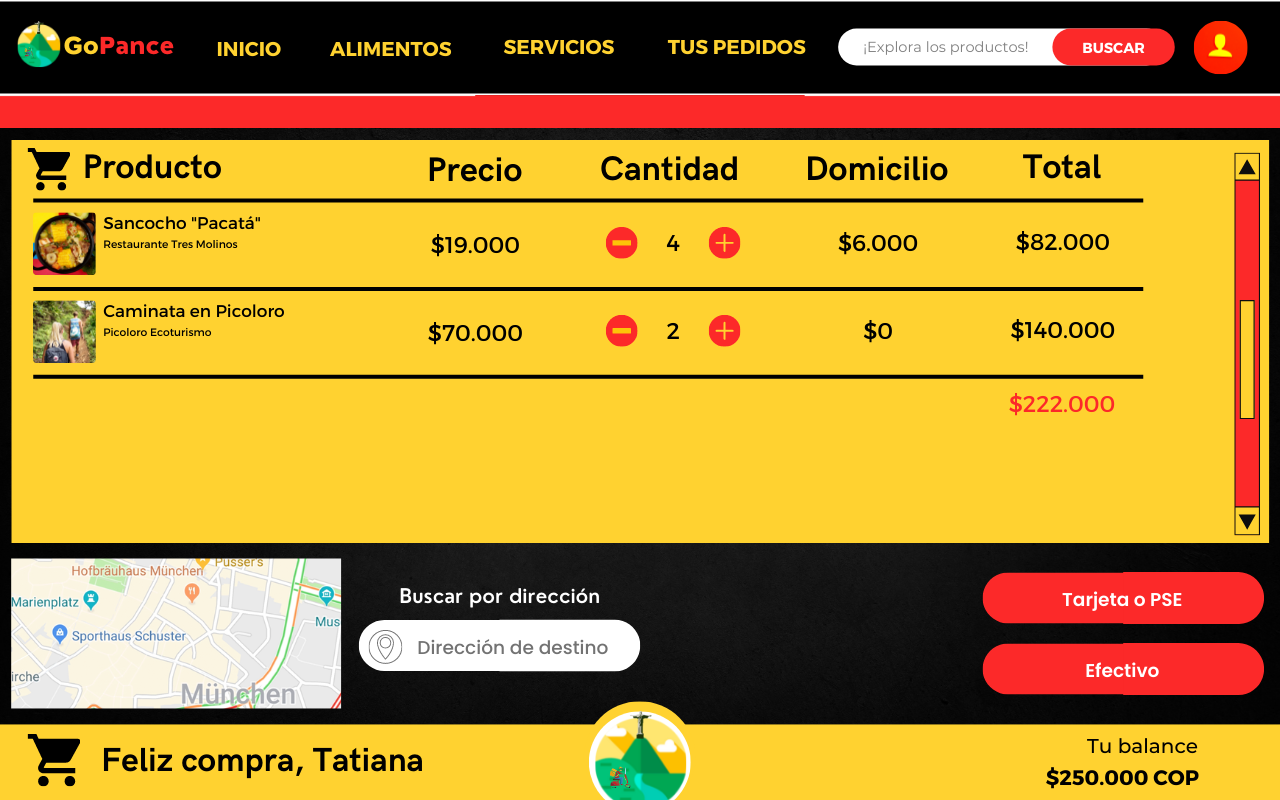 GoPance
INICIO
ALIMENTOS
SERVICIOS
TUS PEDIDOS
¡Explora los productos!
BUSCAR
Producto
Precio
Cantidad
Domicilio
Total
Sancocho "Pacatá"
Restaurante Tres Molinos
$19.000
4
$6.000
$82.000
Caminata en Picoloro
Picoloro Ecoturismo
$70.000
2
$0
$140.000
$222.000
Pusser's
Hofbräuhaus München
Marienplatz
Mus
Sporthaus Schuster
irche
München
Buscar por dirección
Dirección de destino
Tarjeta o PSE
Efectivo
Feliz compra, Tatiana
Tu balance
$250.000 COP